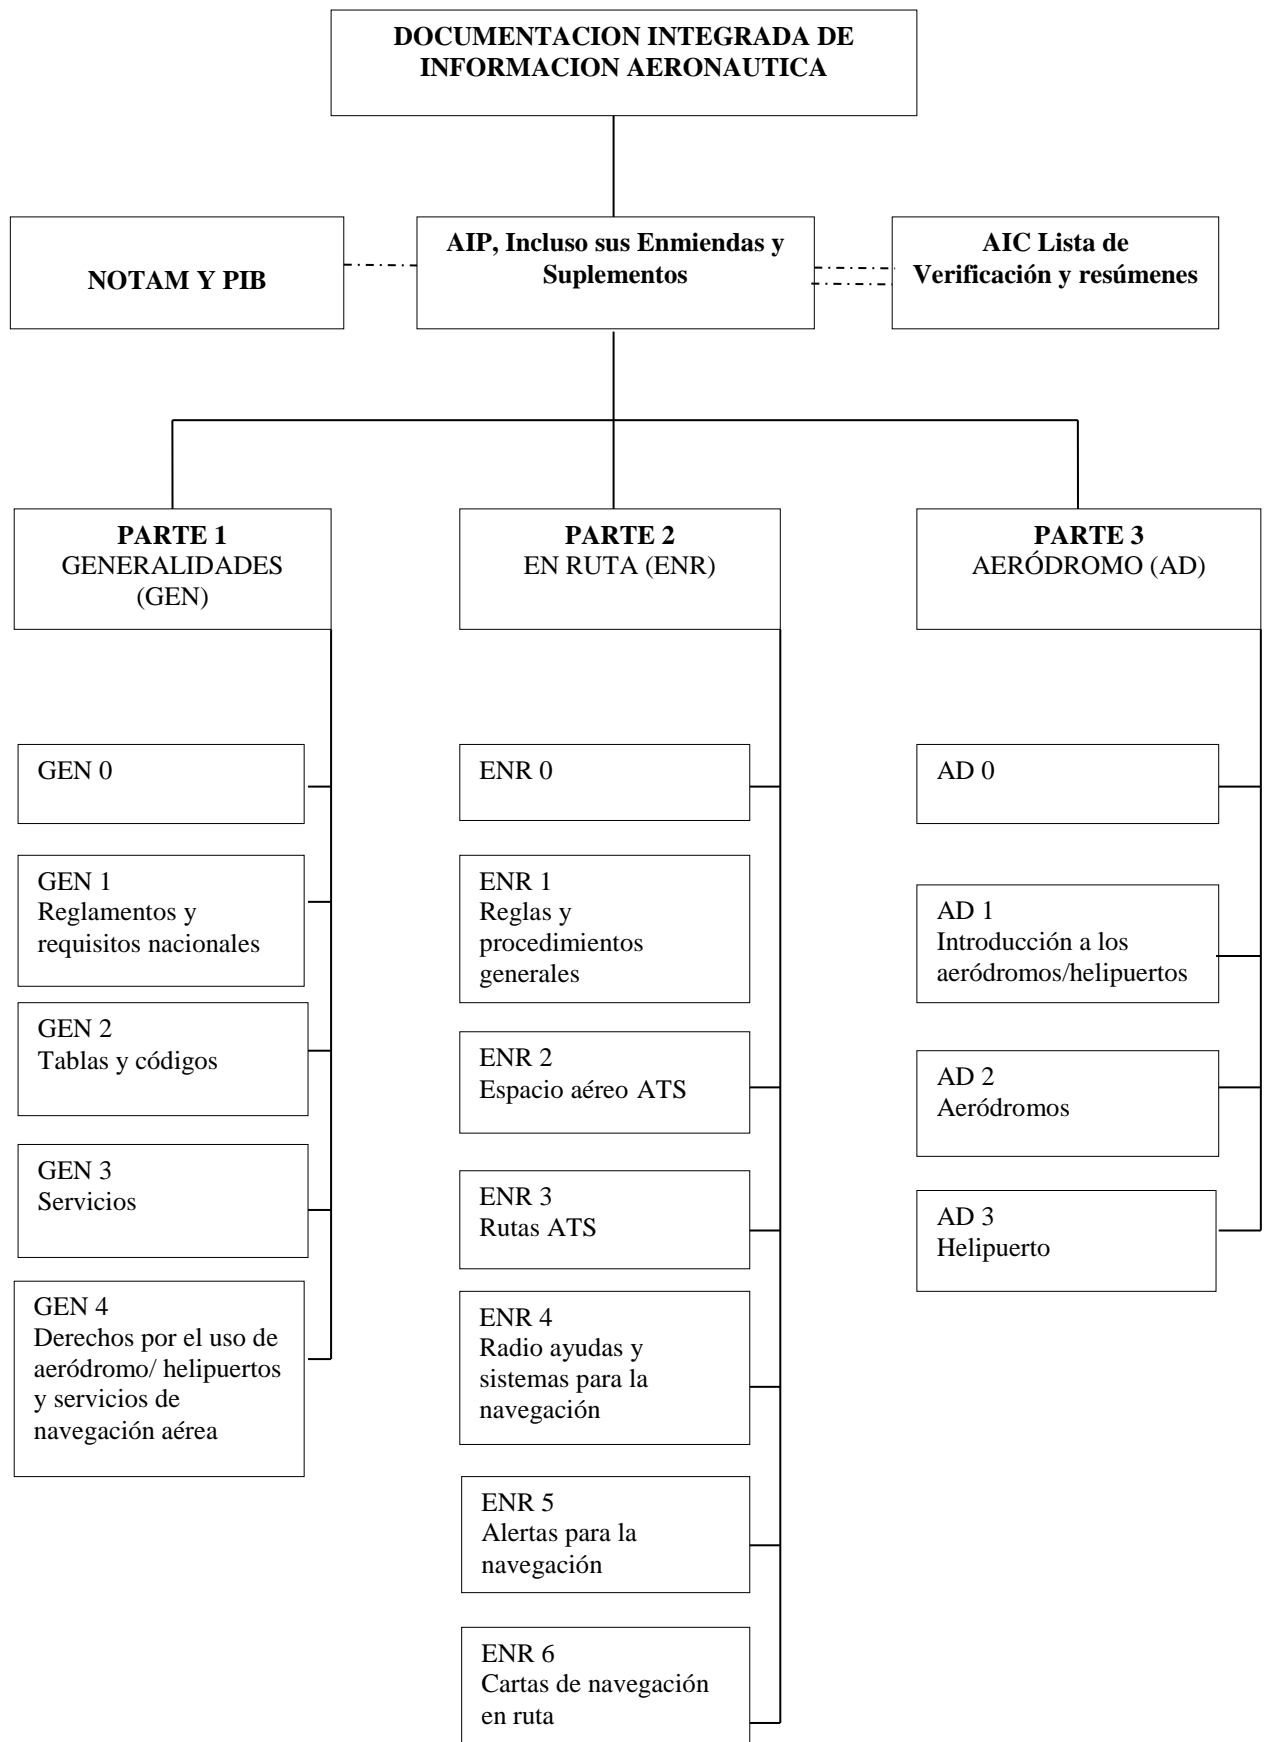 DOCUMENTACION INTEGRADA DE
INFORMACION AERONAUTICA
NOTAM Y PIB
AIP, Incluso sus Enmiendas y
Suplementos
AIC Lista de
Verificación y resúmenes
PARTE 1
GENERALIDADES
(GEN)
PARTE 2
EN RUTA (ENR)
PARTE 3
AERÓDROMO (AD)
GEN 0
GEN 1
Reglamentos y
requisitos nacionales
GEN 2
Tablas y códigos
GEN 3
Servicios
GEN 4
Derechos por el uso de
aeródromo/ helipuertos
y servicios de
navegación aérea
ENR 0
ENR 1
Reglas y
procedimientos
generales
ENR 2
Espacio aéreo ATS
ENR 3
Rutas ATS
ENR 4
Radio ayudas y
sistemas para la
navegación
ENR 5
Alertas para la
navegación
ENR 6
Cartas de navegación
en ruta
AD 0
AD 1
Introducción a los
aeródromos/helipuertos
AD 2
Aeródromos
AD 3
Helipuerto